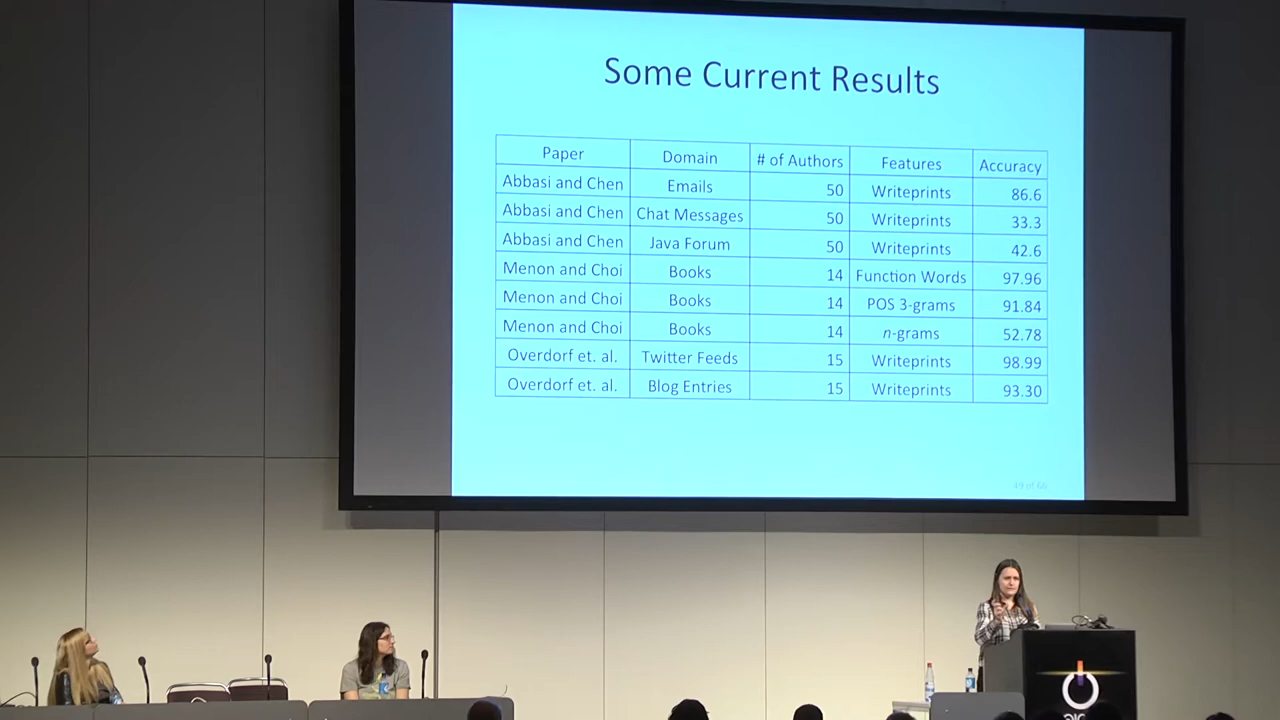 Some Current Results
Paper Domain # of Authors Features Accuracy
Abbasi and Chen Emails 50 Writeprints 86.6
Abbasi and Chen Chat Messages 50 Writeprints 33.3
Abbasi and Chen Java Forum 50 Writeprints 42.6
Menon and Choi Books 14 Function Words 97.96
Menon and Choi Books 14 POS 3-grams 91.84
Menon and Choi Books 14 n-grams 52.78
Overdorf et. al. Twitter Feeds 15 Writeprints 98.99
Overdorf et. al. Blog Entries 15 Writeprints 93.30
49 of 66